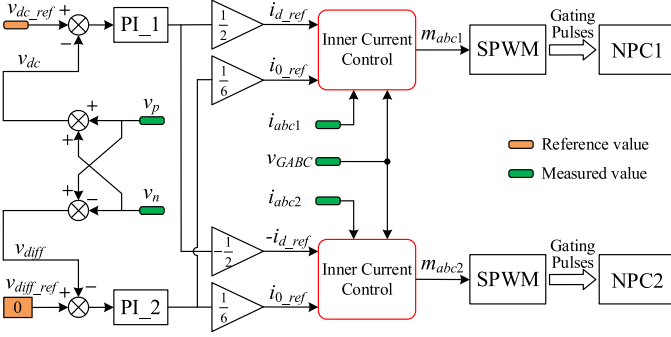 v_dc_ref + PI_1 1/2 i_d_ref Inner Current Control m_abc1 SPWM Gating Pulses NPC1
−
v_dc
1/6 i_0_ref
+ v_p
+
i_abc1
v_GABC
i_abc2
Reference value
Measured value
+ − v_n
v_diff
-1/2 -i_d_ref Inner Current Control m_abc2 SPWM Gating Pulses NPC2
v_diff_ref
−
0 + PI_2 1/6 i_0_ref